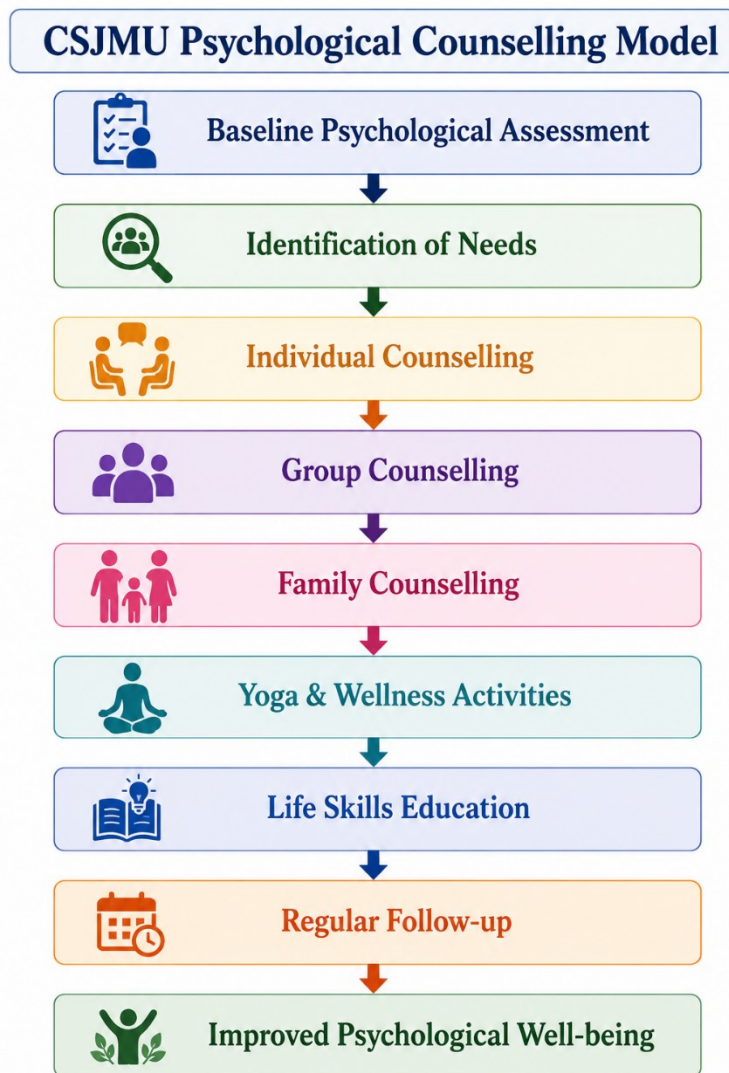 CSJMU Psychological Counselling Model
Baseline Psychological Assessment
Identification of Needs
Individual Counselling
Group Counselling
Family Counselling
Yoga & Wellness Activities
Life Skills Education
Regular Follow-up
Improved Psychological Well-being